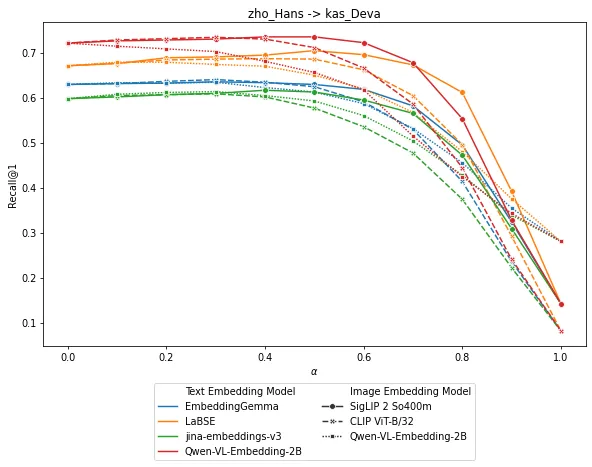 zho_Hans -> kas_Deva
Recall@1
0.7
0.6
0.5
0.4
0.3
0.2
0.1
0.0 0.2 0.4 0.6 0.8 1.0
α
Text Embedding Model
EmbeddingGemma
LaBSE
jina-embeddings-v3
Qwen-VL-Embedding-2B
Image Embedding Model
SigLIP 2 So400m
CLIP ViT-B/32
Qwen-VL-Embedding-2B